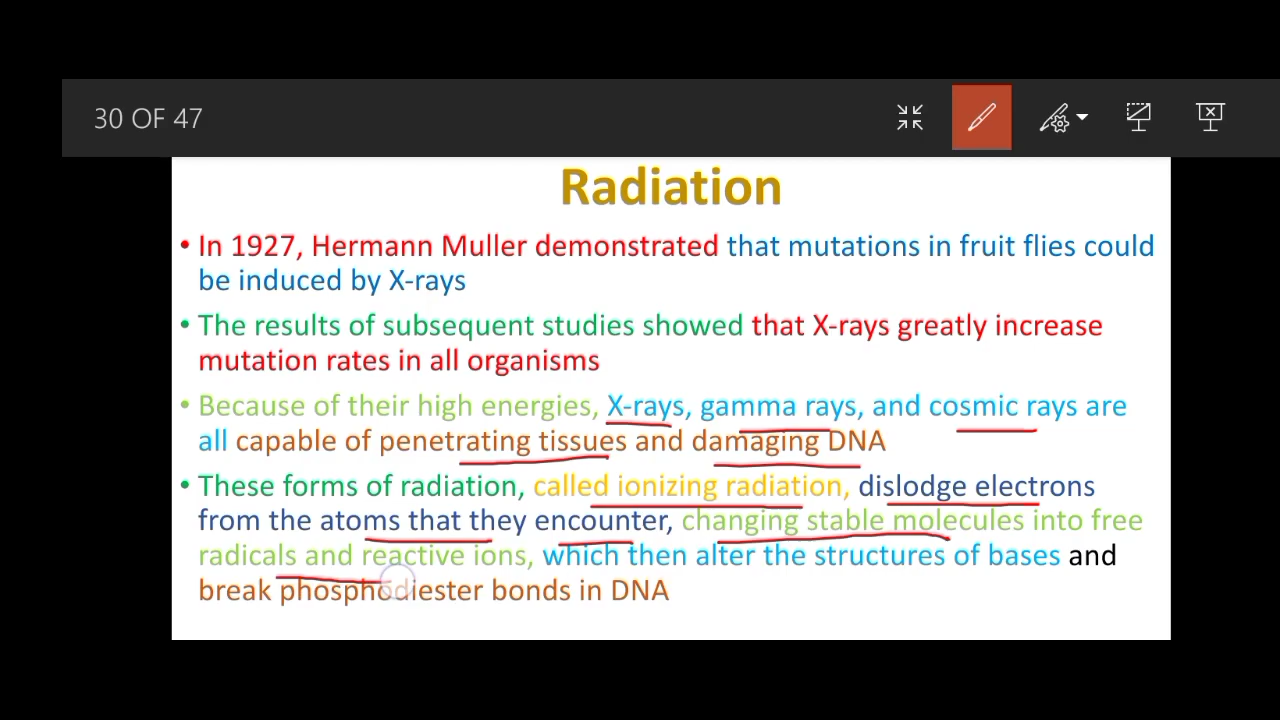 30 OF 47
Radiation
• In 1927, Hermann Muller demonstrated that mutations in fruit flies could
be induced by X-rays
• The results of subsequent studies showed that X-rays greatly increase
mutation rates in all organisms
• Because of their high energies, X-rays, gamma rays, and cosmic rays are
all capable of penetrating tissues and damaging DNA
• These forms of radiation, called ionizing radiation, dislodge electrons
from the atoms that they encounter, changing stable molecules into free
radicals and reactive ions, which then alter the structures of bases and
break phosphodiester bonds in DNA